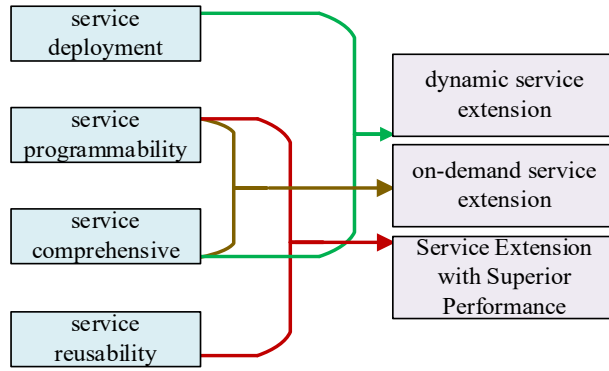 service
deployment
service
programmability
service
comprehensive
service
reusability
dynamic service
extension
on-demand service
extension
Service Extension
with Superior
Performance